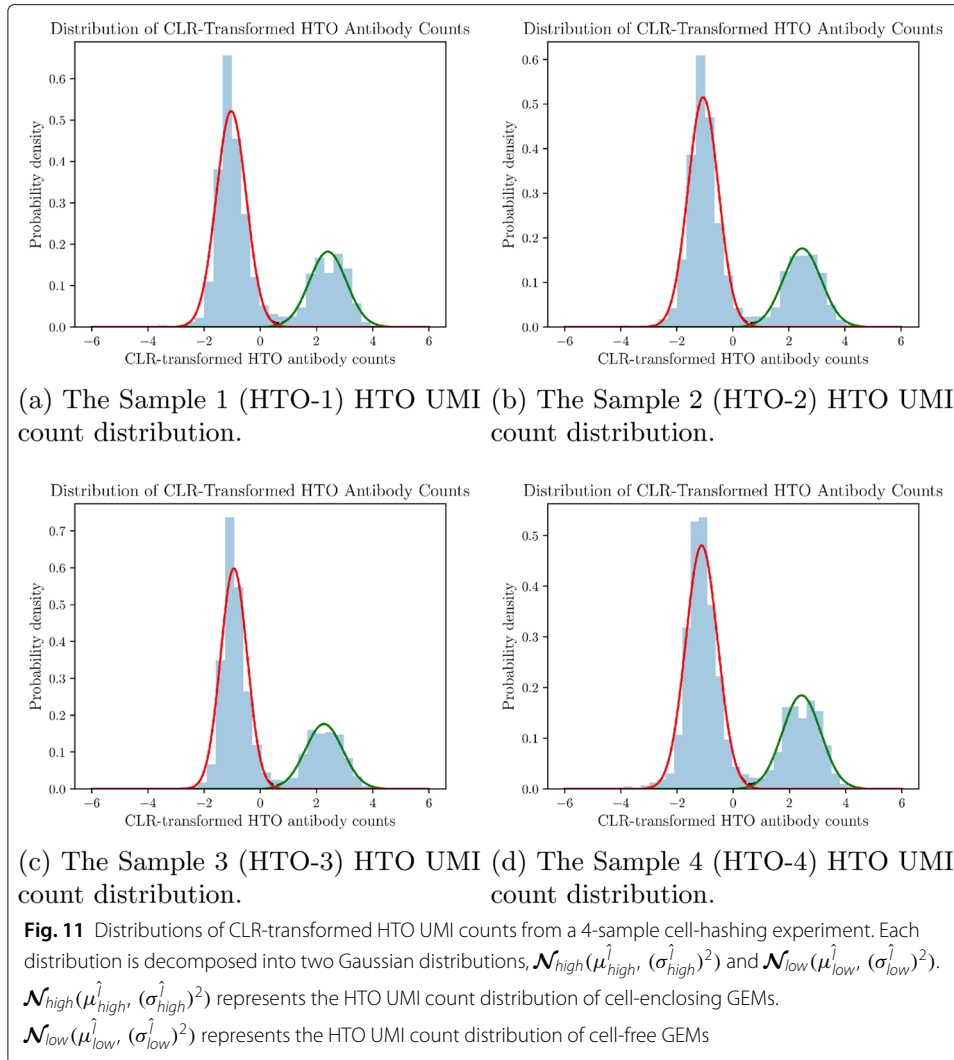 Distribution of CLR-Transformed HTO Antibody Counts
0.6
0.5
0.4
0.3
0.2
0.1
0.0
Probability density
−6 −4 −2 0 2 4 6
CLR-transformed HTO antibody counts
(a) The Sample 1 (HTO-1) HTO UMI
count distribution.
Distribution of CLR-Transformed HTO Antibody Counts
0.6
0.5
0.4
0.3
0.2
0.1
0.0
Probability density
−6 −4 −2 0 2 4 6
CLR-transformed HTO antibody counts
(b) The Sample 2 (HTO-2) HTO UMI
count distribution.
Distribution of CLR-Transformed HTO Antibody Counts
0.7
0.6
0.5
0.4
0.3
0.2
0.1
0.0
Probability density
−6 −4 −2 0 2 4 6
CLR-transformed HTO antibody counts
(c) The Sample 3 (HTO-3) HTO UMI
count distribution.
Distribution of CLR-Transformed HTO Antibody Counts
0.5
0.4
0.3
0.2
0.1
0.0
Probability density
−6 −4 −2 0 2 4 6
CLR-transformed HTO antibody counts
(d) The Sample 4 (HTO-4) HTO UMI
count distribution.
Fig. 11 Distributions of CLR-transformed HTO UMI counts from a 4-sample cell-hashing experiment. Each
distribution is decomposed into two Gaussian distributions, 𝒩high(μ^î_high, (σ^î_high)²) and 𝒩low(μ^î_low, (σ^î_low)²).
𝒩high(μ^î_high, (σ^î_high)²) represents the HTO UMI count distribution of cell-enclosing GEMs.
𝒩low(μ^î_low, (σ^î_low)²) represents the HTO UMI count distribution of cell-free GEMs